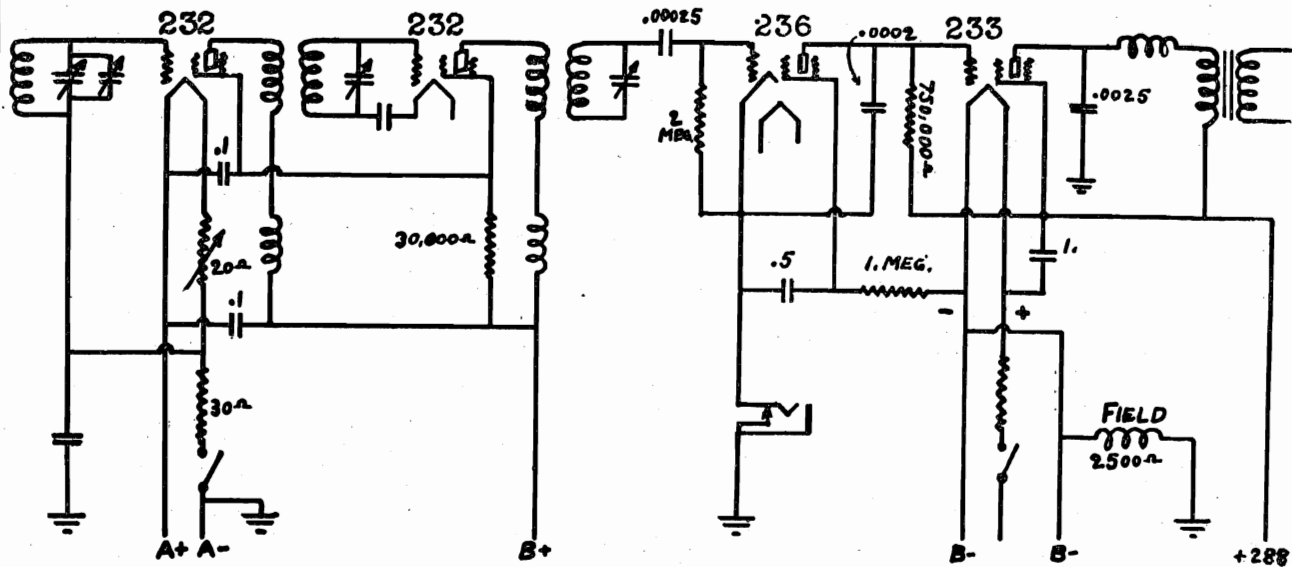 232
232
.00025
236
.0002
233
.0025
2
MEG.
750,000Ω
.1
20Ω
30,000Ω
.1
.5
1. MEG.
1.
-
+
30Ω
FIELD
2500Ω
A+
A-
B+
B-
B-
+288